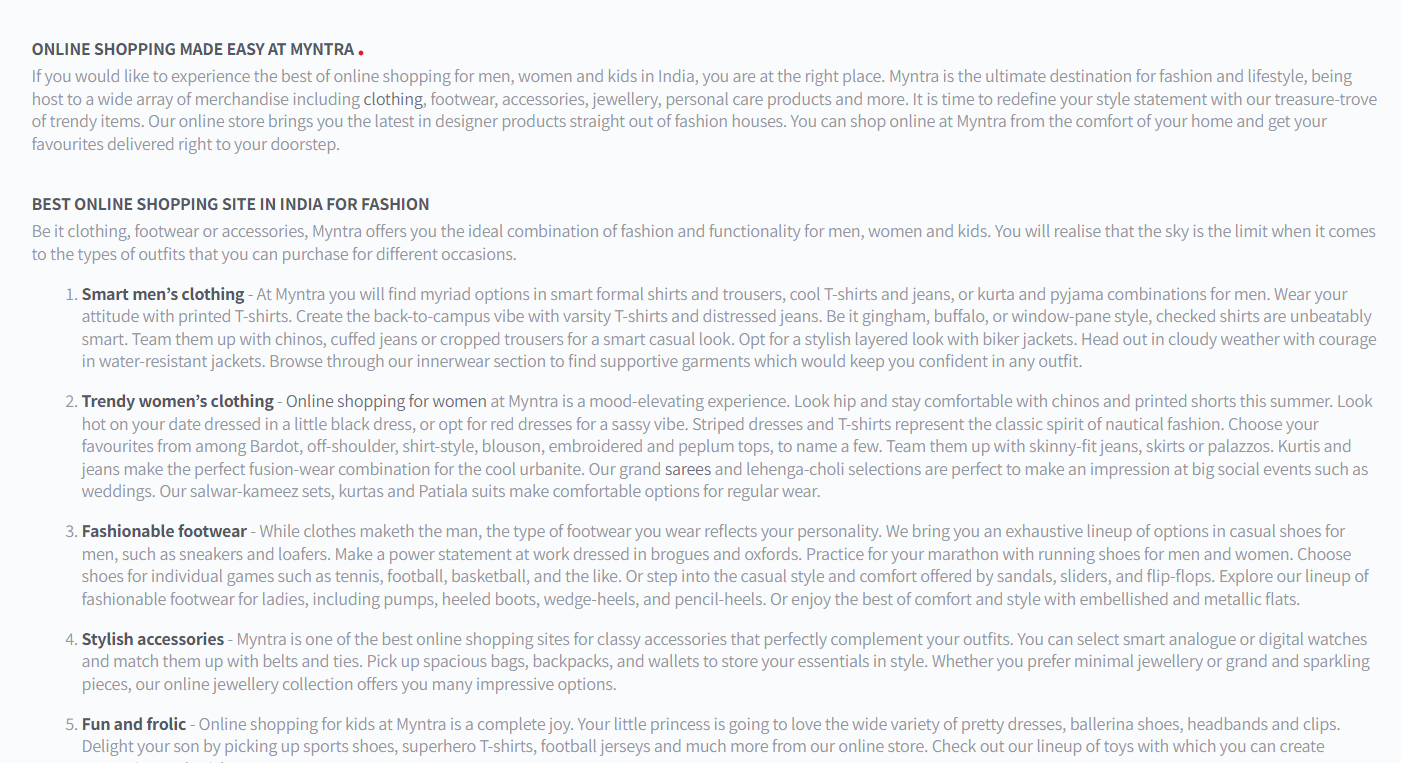 ONLINE SHOPPING MADE EASY AT MYNTRA
If you would like to experience the best of online shopping for men, women and kids in India, you are at the right place. Myntra is the ultimate destination for fashion and lifestyle, being
host to a wide array of merchandise including clothing, footwear, accessories, jewellery, personal care products and more. It is time to redefine your style statement with our treasure-trove
of trendy items. Our online store brings you the latest in designer products straight out of fashion houses. You can shop online at Myntra from the comfort of your home and get your
favourites delivered right to your doorstep.
BEST ONLINE SHOPPING SITE IN INDIA FOR FASHION
Be it clothing, footwear or accessories, Myntra offers you the ideal combination of fashion and functionality for men, women and kids. You will realise that the sky is the limit when it comes
to the types of outfits that you can purchase for different occasions.
1. Smart men’s clothing - At Myntra you will find myriad options in smart formal shirts and trousers, cool T-shirts and jeans, or kurta and pyjama combinations for men. Wear your
attitude with printed T-shirts. Create the back-to-campus vibe with varsity T-shirts and distressed jeans. Be it gingham, buffalo, or window-pane style, checked shirts are unbeatably
smart. Team them up with chinos, cuffed jeans or cropped trousers for a smart casual look. Opt for a stylish layered look with biker jackets. Head out in cloudy weather with courage
in water-resistant jackets. Browse through our innerwear section to find supportive garments which would keep you confident in any outfit.
2. Trendy women’s clothing - Online shopping for women at Myntra is a mood-elevating experience. Look hip and stay comfortable with chinos and printed shorts this summer. Look
hot on your date dressed in a little black dress, or opt for red dresses for a sassy vibe. Striped dresses and T-shirts represent the classic spirit of nautical fashion. Choose your
favourites from among Bardot, off-shoulder, shirt-style, blouson, embroidered and peplum tops, to name a few. Team them up with skinny-fit jeans, skirts or palazzos. Kurtis and
jeans make the perfect fusion-wear combination for the cool urbanite. Our grand sarees and lehenga-choli selections are perfect to make an impression at big social events such as
weddings. Our salwar-kameez sets, kurtas and Patiala suits make comfortable options for regular wear.
3. Fashionable footwear - While clothes maketh the man, the type of footwear you wear reflects your personality. We bring you an exhaustive lineup of options in casual shoes for
men, such as sneakers and loafers. Make a power statement at work dressed in brogues and oxfords. Practice for your marathon with running shoes for men and women. Choose
shoes for individual games such as tennis, football, basketball, and the like. Or step into the casual style and comfort offered by sandals, sliders, and flip-flops. Explore our lineup of
fashionable footwear for ladies, including pumps, heeled boots, wedge-heels, and pencil-heels. Or enjoy the best of comfort and style with embellished and metallic flats.
4. Stylish accessories - Myntra is one of the best online shopping sites for classy accessories that perfectly complement your outfits. You can select smart analogue or digital watches
and match them up with belts and ties. Pick up spacious bags, backpacks, and wallets to store your essentials in style. Whether you prefer minimal jewellery or grand and sparkling
pieces, our online jewellery collection offers you many impressive options.
5. Fun and frolic - Online shopping for kids at Myntra is a complete joy. Your little princess is going to love the wide variety of pretty dresses, ballerina shoes, headbands and clips.
Delight your son by picking up sports shoes, superhero T-shirts, football jerseys and much more from our online store. Check out our lineup of toys with which you can create